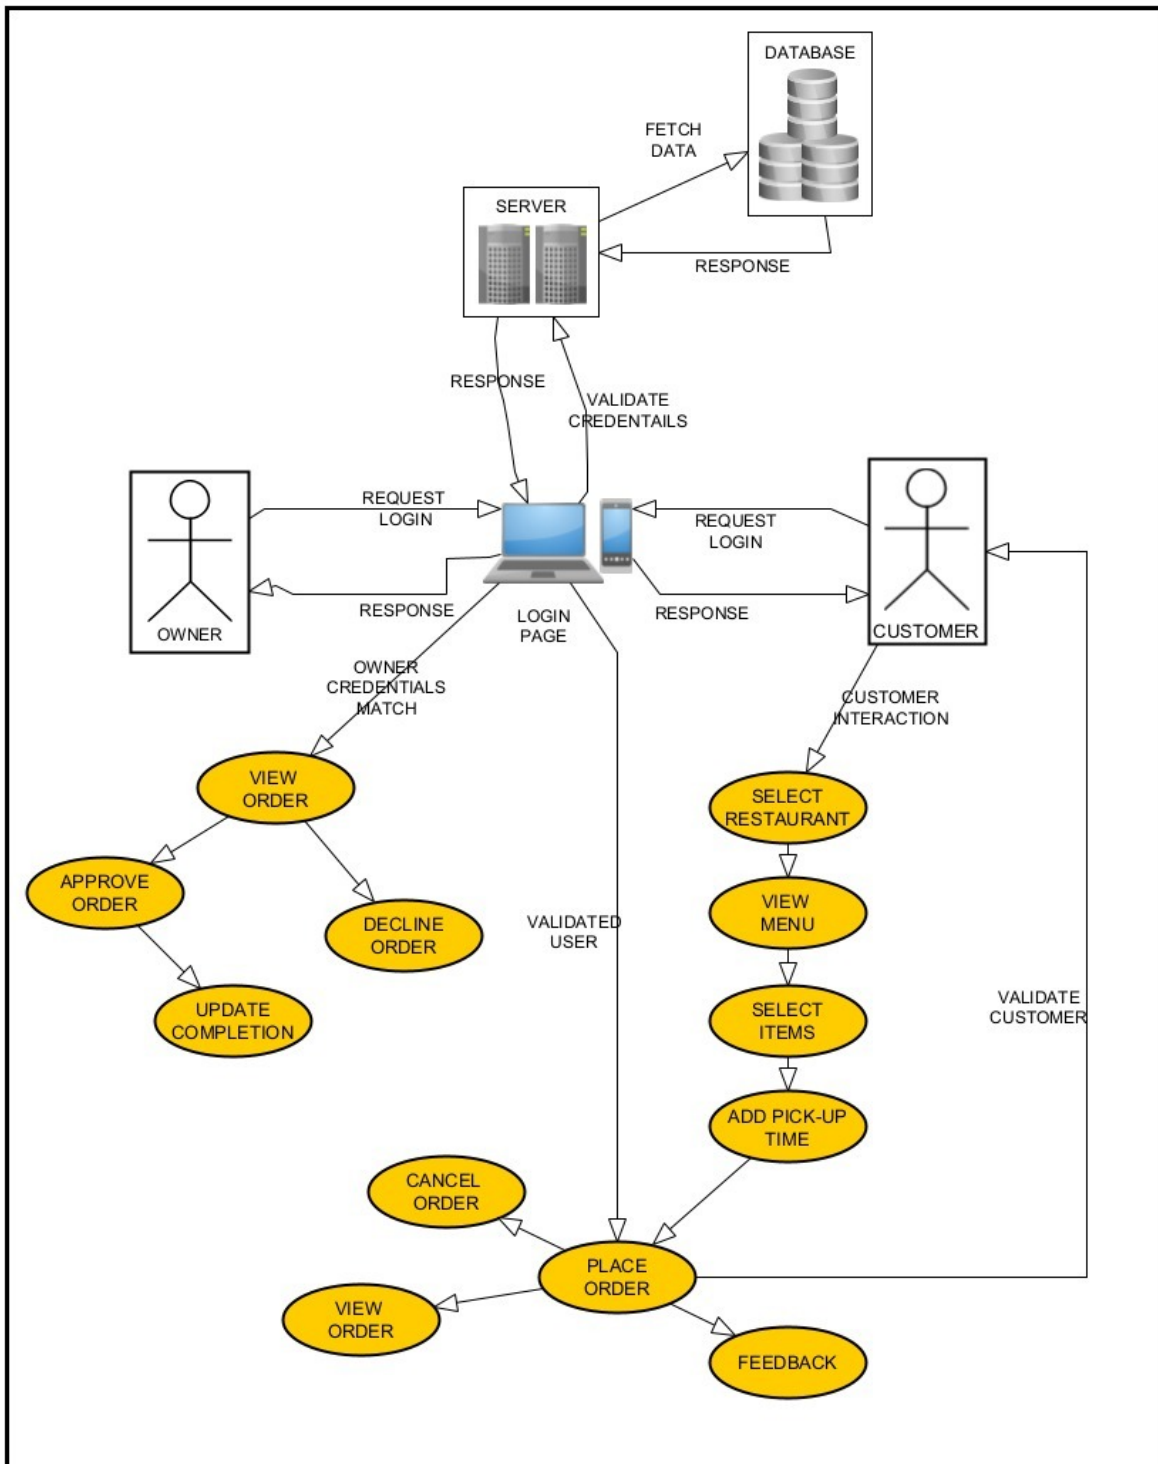 DATABASE
FETCH
DATA
SERVER
RESPONSE
RESPONSE
VALIDATE
CREDENTAILS
REQUEST
LOGIN
REQUEST
LOGIN
OWNER
RESPONSE
LOGIN
PAGE
RESPONSE
CUSTOMER
OWNER
CREDENTIALS
MATCH
CUSTOMER
INTERACTION
VIEW
ORDER
SELECT
RESTAURANT
APPROVE
ORDER
DECLINE
ORDER
VALIDATED
USER
VIEW
MENU
UPDATE
COMPLETION
SELECT
ITEMS
VALIDATE
CUSTOMER
ADD PICK-UP
TIME
CANCEL
ORDER
PLACE
ORDER
VIEW
ORDER
FEEDBACK